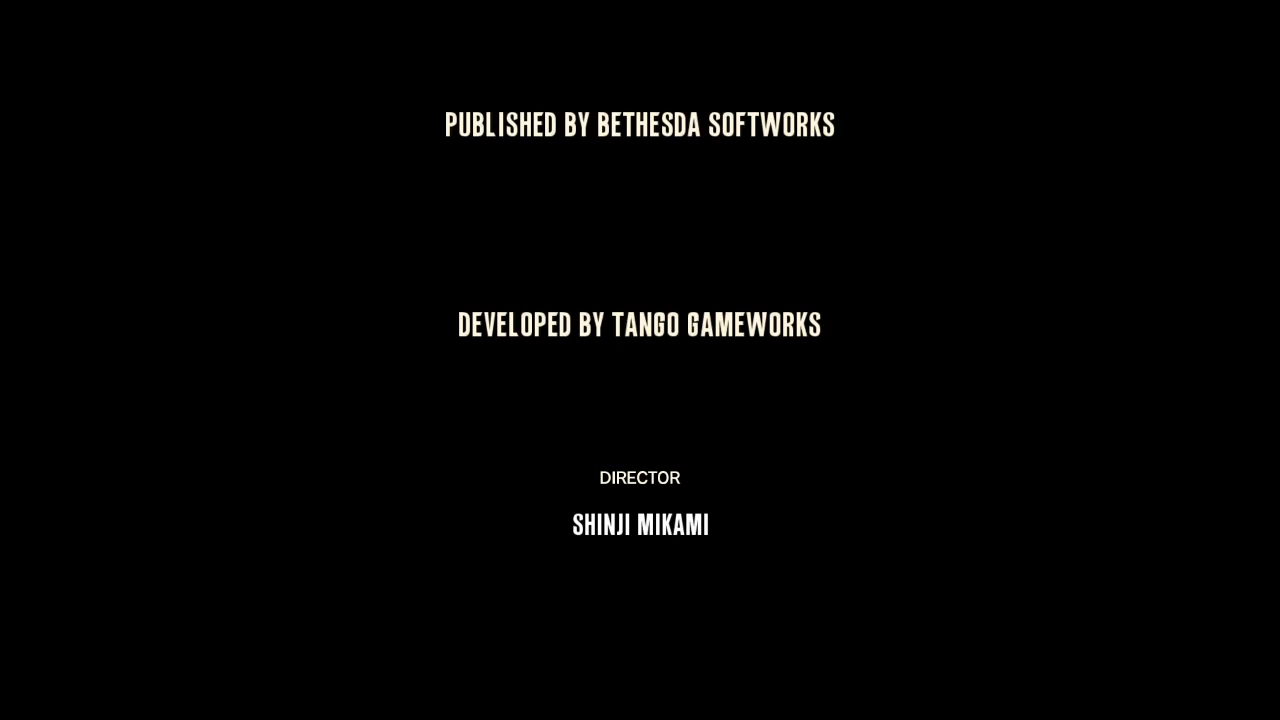 PUBLISHED BY BETHESDA SOFTWORKS
DEVELOPED BY TANGO GAMEWORKS
DIRECTOR
SHINJI MIKAMI